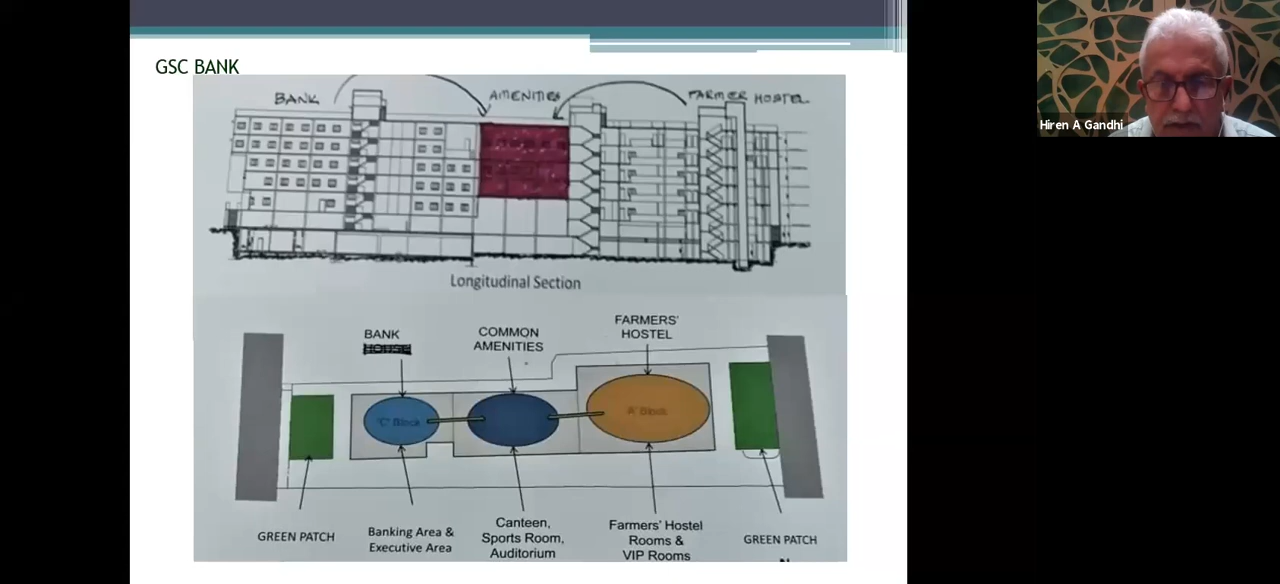 GSC BANK
BANK
AMENITIES
FARMER HOSTEL
Longitudinal Section
BANK
HOUSE
COMMON
AMENITIES
FARMERS'
HOSTEL
'C' Block
'A' Block
GREEN PATCH
Banking Area &
Executive Area
Canteen,
Sports Room,
Auditorium
Farmers' Hostel
Rooms &
VIP Rooms
GREEN PATCH
Hiren A Gandhi